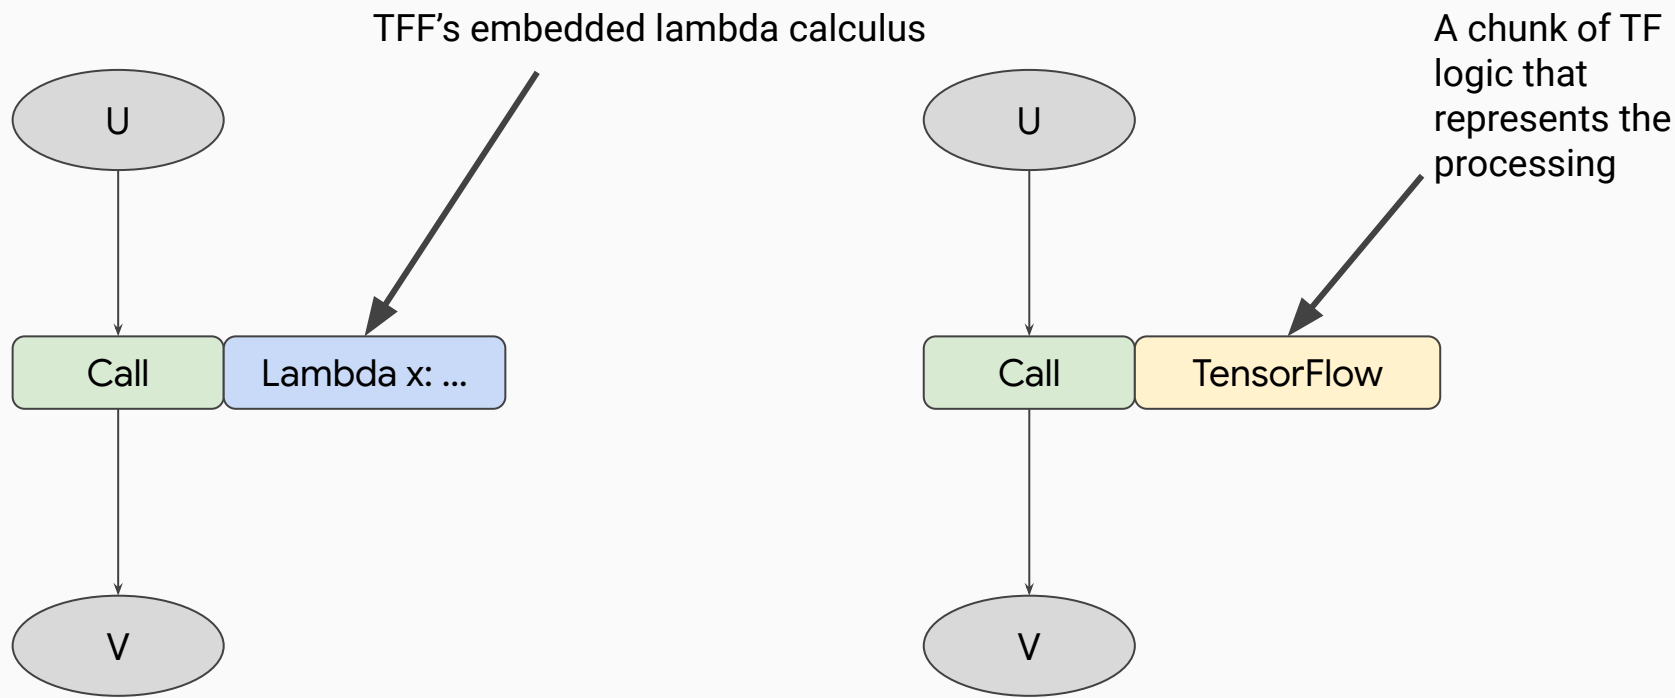 TFF’s embedded lambda calculus
U
Call
Lambda x: ...
V
A chunk of TF
logic that
represents the
processing
U
Call
TensorFlow
V